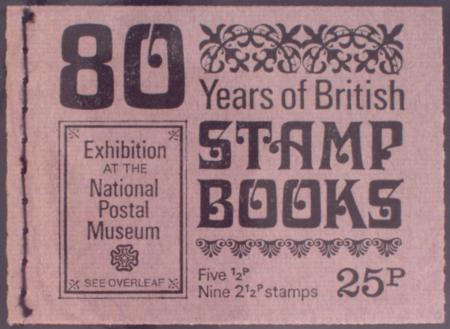 80
Years of British
STAMP
BOOKS
Exhibition
AT THE
National
Postal
Museum
SEE OVERLEAF
Five ½P
Nine 2½P stamps
25P